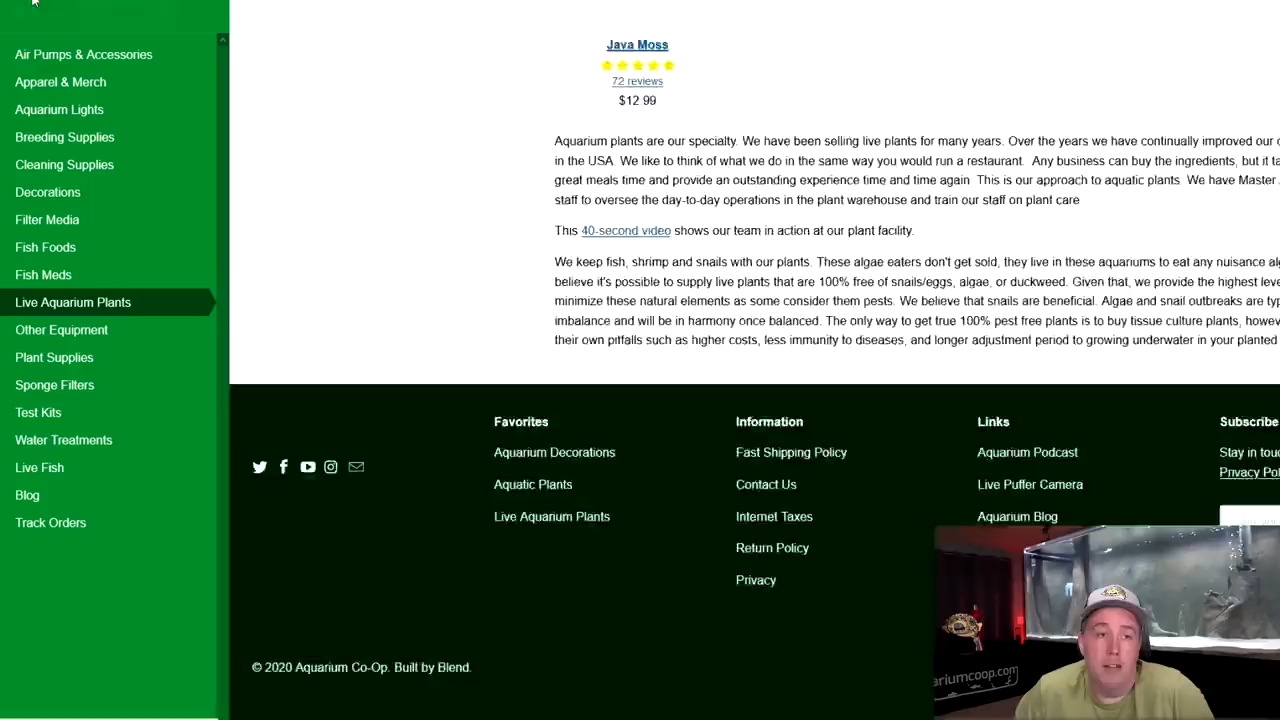 Air Pumps & Accessories
Apparel & Merch
Aquarium Lights
Breeding Supplies
Cleaning Supplies
Decorations
Filter Media
Fish Foods
Fish Meds
Live Aquarium Plants
Other Equipment
Plant Supplies
Sponge Filters
Test Kits
Water Treatments
Live Fish
Blog
Track Orders
Java Moss
72 reviews
$12.99
Aquarium plants are our specialty. We have been selling live plants for many years. Over the years we have continually improved our
in the USA. We like to think of what we do in the same way you would run a restaurant. Any business can buy the ingredients, but it
great meals time and provide an outstanding experience time and time again. This is our approach to aquatic plants. We have Master
staff to oversee the day-to-day operations in the plant warehouse and train our staff on plant care
This 40-second video shows our team in action at our plant facility.
We keep fish, shrimp and snails with our plants. These algae eaters don't get sold, they live in these aquariums to eat any nuisance
believe it's possible to supply live plants that are 100% free of snails/eggs, algae, or duckweed. Given that, we provide the highest
minimize these natural elements as some consider them pests. We believe that snails are beneficial. Algae and snail outbreaks are
imbalance and will be in harmony once balanced. The only way to get true 100% pest free plants is to buy tissue culture plants,
their own pitfalls such as higher costs, less immunity to diseases, and longer adjustment period to growing underwater in your planted
Favorites
Aquarium Decorations
Aquatic Plants
Live Aquarium Plants
Information
Fast Shipping Policy
Contact Us
Internet Taxes
Return Policy
Privacy
Links
Aquarium Podcast
Live Puffer Camera
Aquarium Blog
Subscribe
Stay in
Privacy
© 2020 Aquarium Co-Op. Built by Blend.
ariumcoop.com